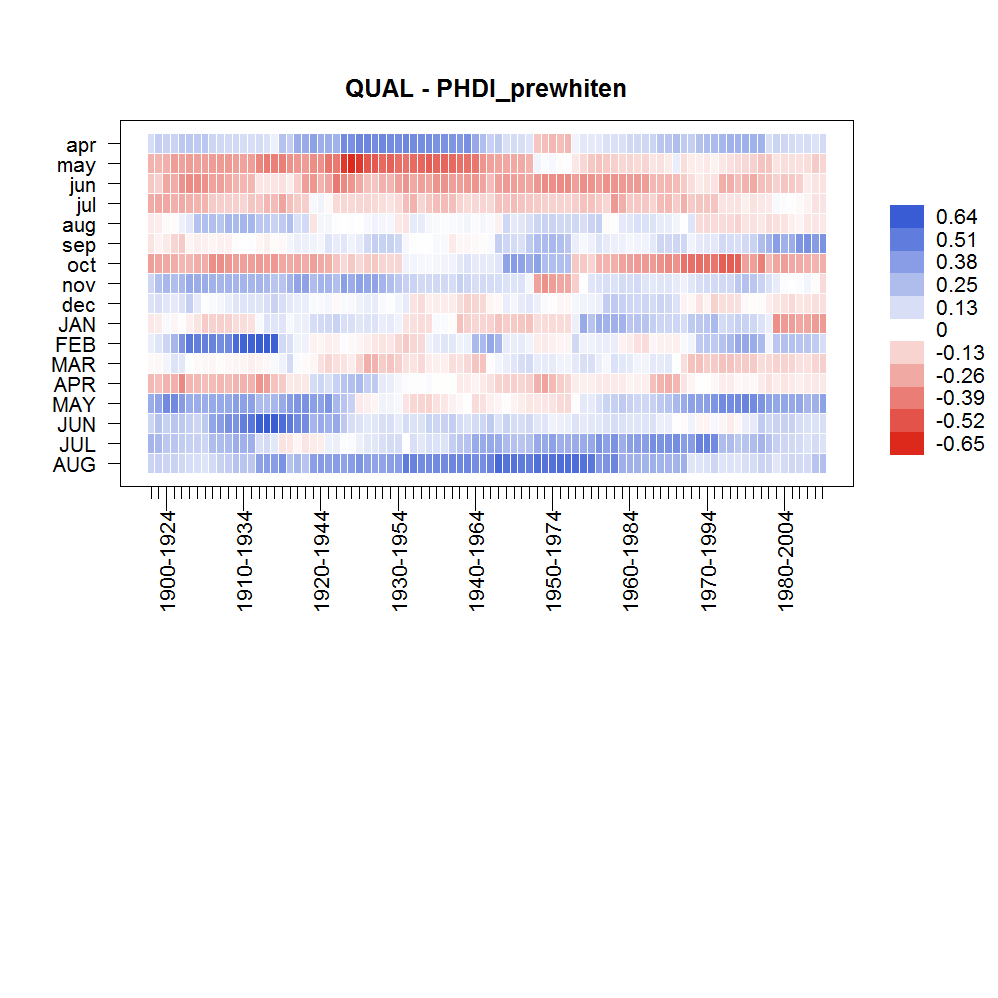 QUAL - PHDI_prewhiten
apr
may
jun
jul
aug
sep
oct
nov
dec
JAN
FEB
MAR
APR
MAY
JUN
JUL
AUG
0.64
0.51
0.38
0.25
0.13
0
-0.13
-0.26
-0.39
-0.52
-0.65
1900-1924
1910-1934
1920-1944
1930-1954
1940-1964
1950-1974
1960-1984
1970-1994
1980-2004